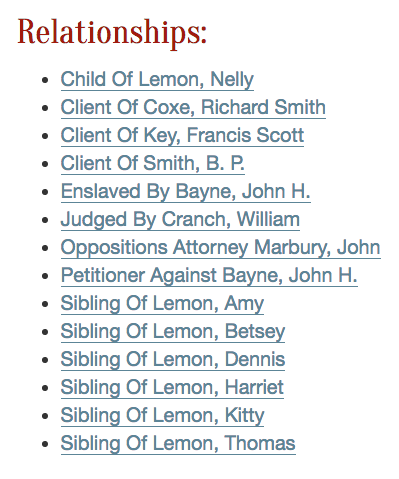 Relationships:
Child Of Lemon, Nelly
Client Of Coxe, Richard Smith
Client Of Key, Francis Scott
Client Of Smith, B. P.
Enslaved By Bayne, John H.
Judged By Cranch, William
Oppositions Attorney Marbury, John
Petitioner Against Bayne, John H.
Sibling Of Lemon, Amy
Sibling Of Lemon, Betsey
Sibling Of Lemon, Dennis
Sibling Of Lemon, Harriet
Sibling Of Lemon, Kitty
Sibling Of Lemon, Thomas